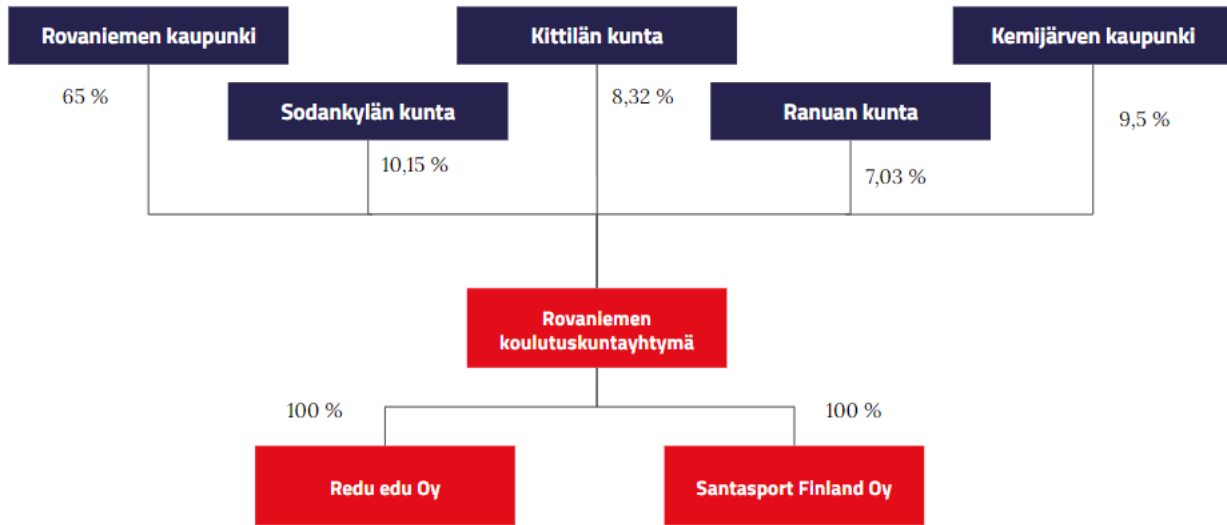 Rovaniemen kaupunki
Kittilän kunta
Kemijärven kaupunki
65 %
8,32 %
Sodankylän kunta
Ranuan kunta
9,5 %
10,15 %
7,03 %
Rovaniemen
koulutuskuntayhtymä
100 %
100 %
Redu edu Oy
Santasport Finland Oy